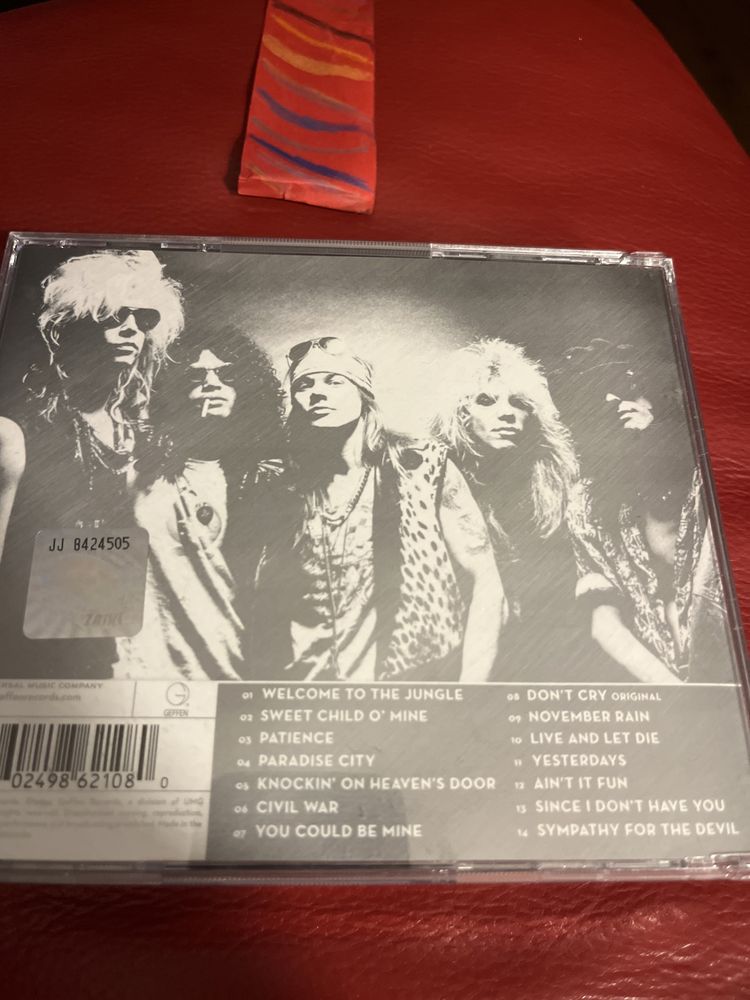 JJ 8424505
ZAIKS
RSAL MUSIC COMPANY
effenrecords.com
GEFFEN
02498 62108 0
01 WELCOME TO THE JUNGLE
02 SWEET CHILD O' MINE
03 PATIENCE
04 PARADISE CITY
05 KNOCKIN' ON HEAVEN'S DOOR
06 CIVIL WAR
07 YOU COULD BE MINE
08 DON'T CRY ORIGINAL
09 NOVEMBER RAIN
10 LIVE AND LET DIE
11 YESTERDAYS
12 AIN'T IT FUN
13 SINCE I DON'T HAVE YOU
14 SYMPATHY FOR THE DEVIL